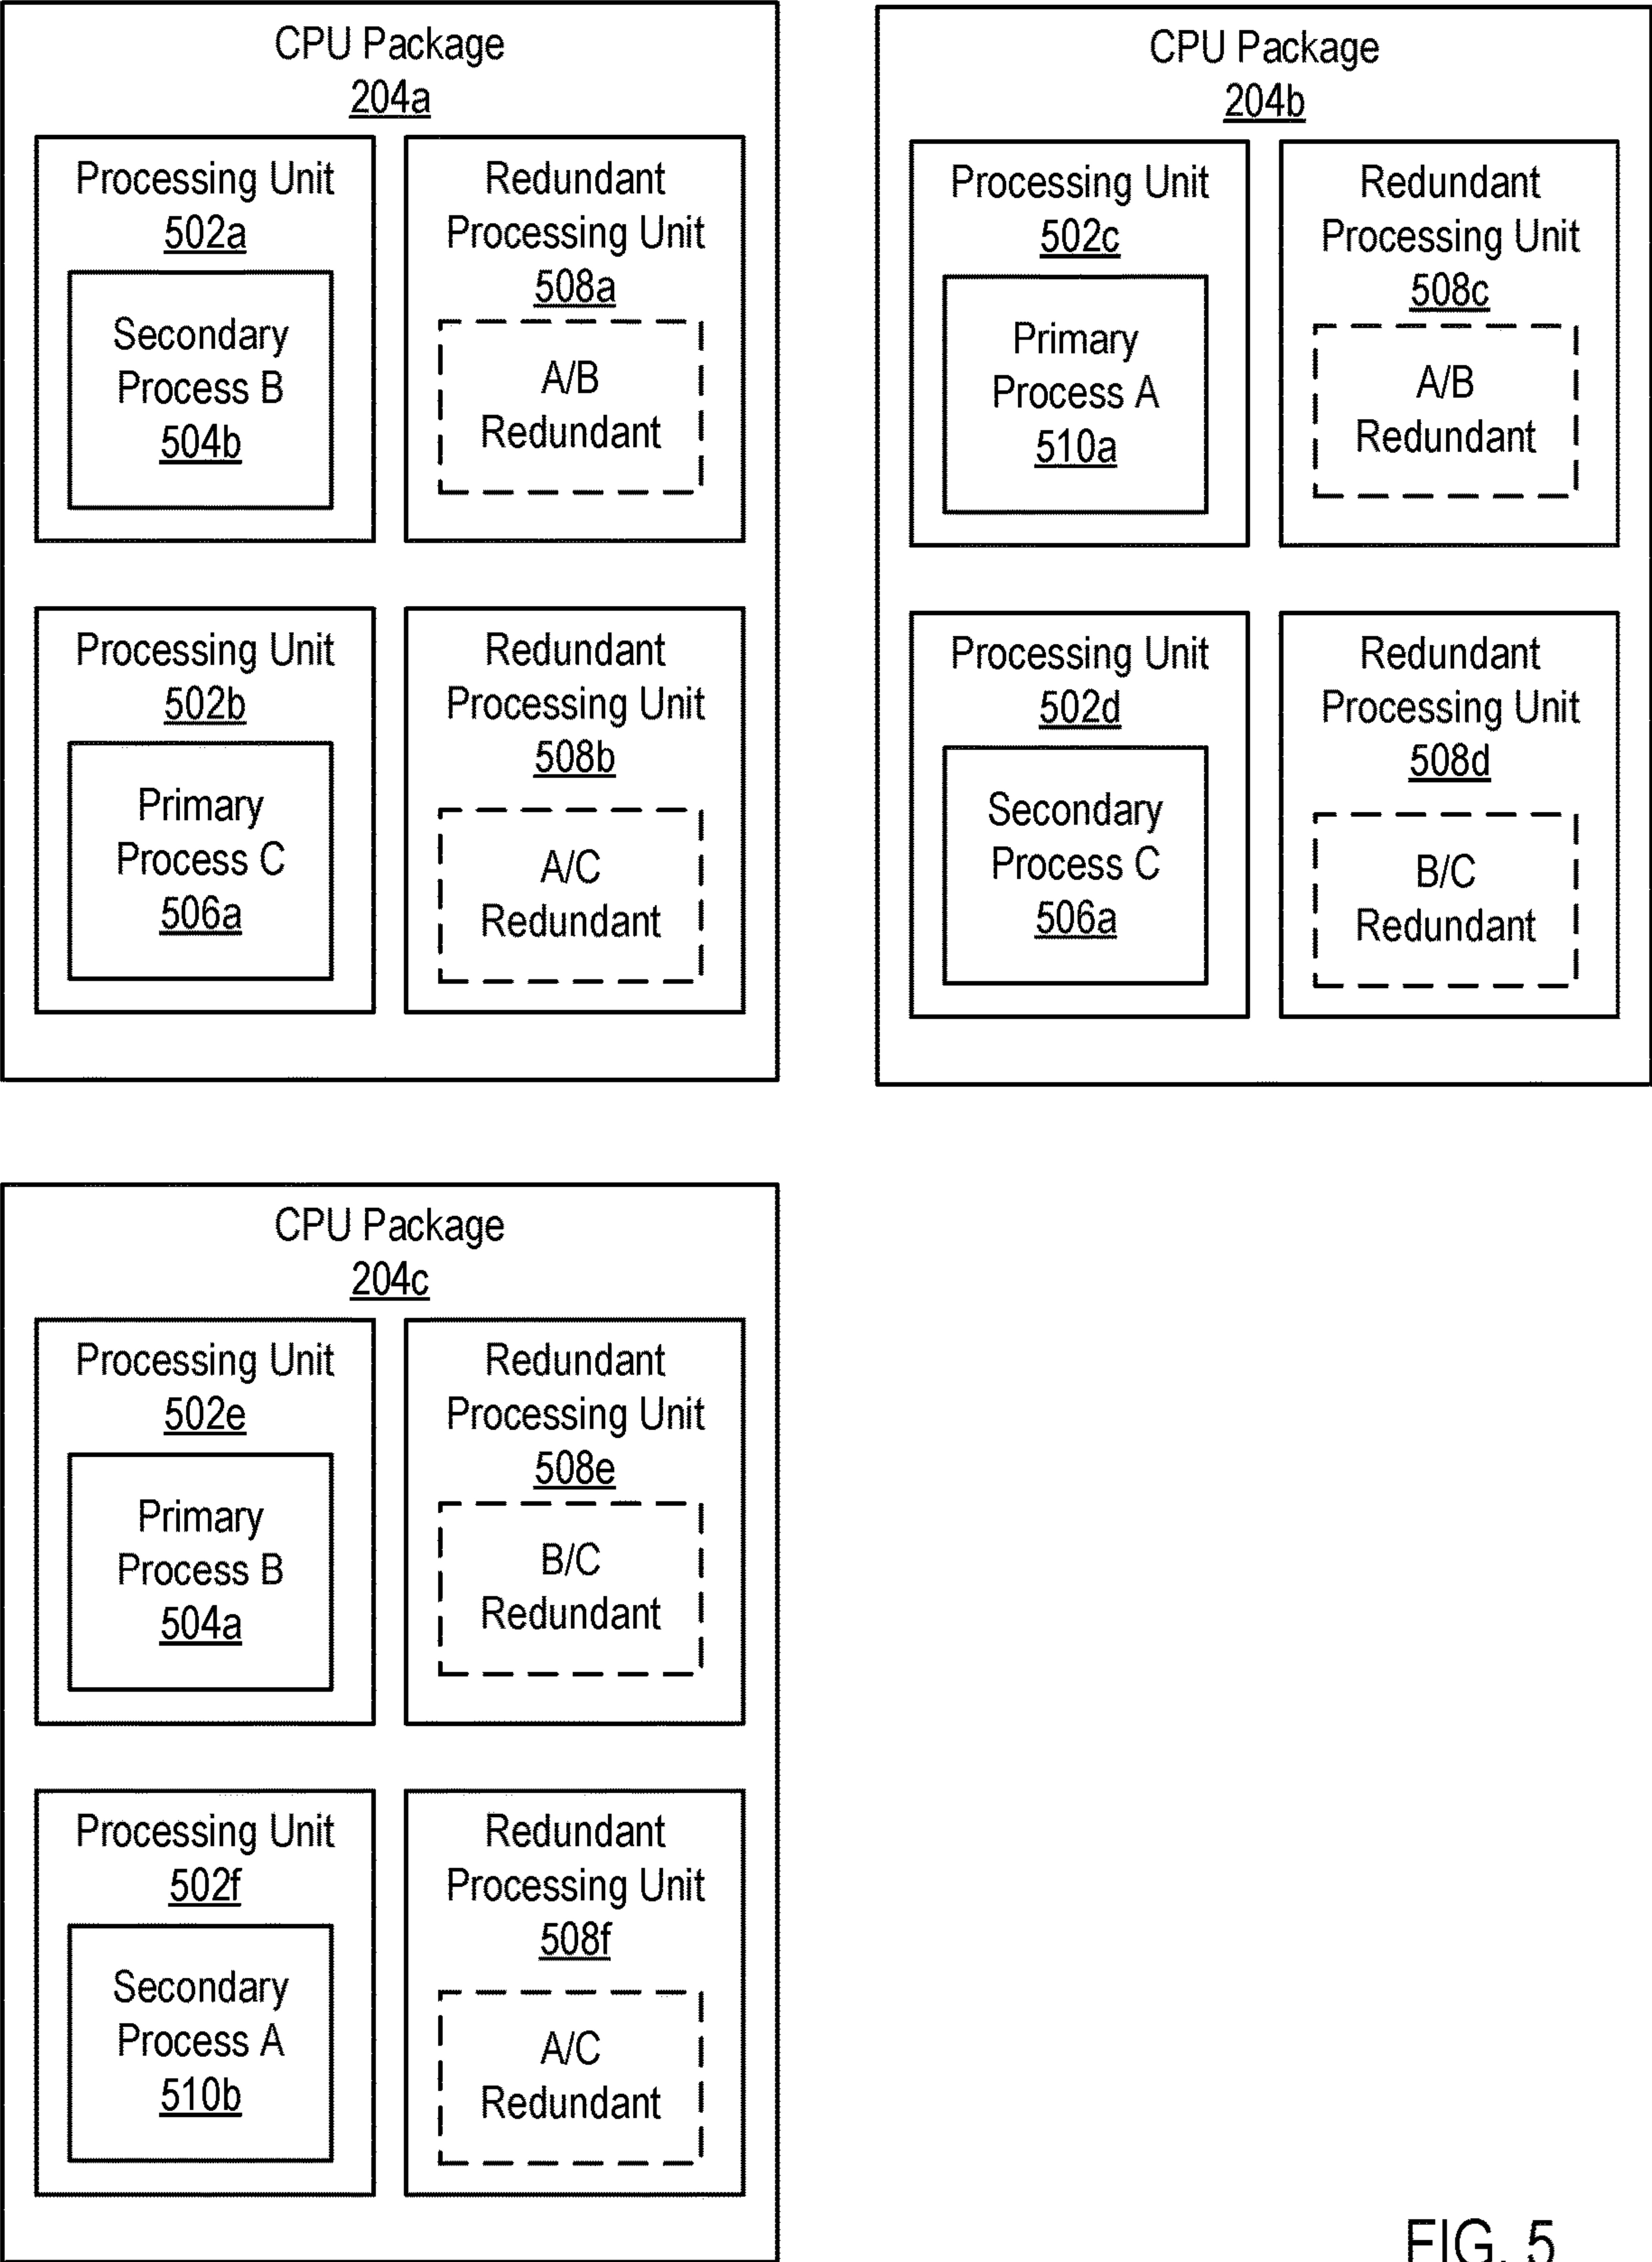 CPU Package
204a
Processing Unit
502a
Secondary
Process B
504b
Redundant
Processing Unit
508a
A/B
Redundant
Processing Unit
502b
Primary
Process C
506a
Redundant
Processing Unit
508b
A/C
Redundant
CPU Package
204b
Processing Unit
502c
Primary
Process A
510a
Redundant
Processing Unit
508c
A/B
Redundant
Processing Unit
502d
Secondary
Process C
506a
Redundant
Processing Unit
508d
B/C
Redundant
CPU Package
204c
Processing Unit
502e
Primary
Process B
504a
Redundant
Processing Unit
508e
B/C
Redundant
Processing Unit
502f
Secondary
Process A
510b
Redundant
Processing Unit
508f
A/C
Redundant
FIG. 5